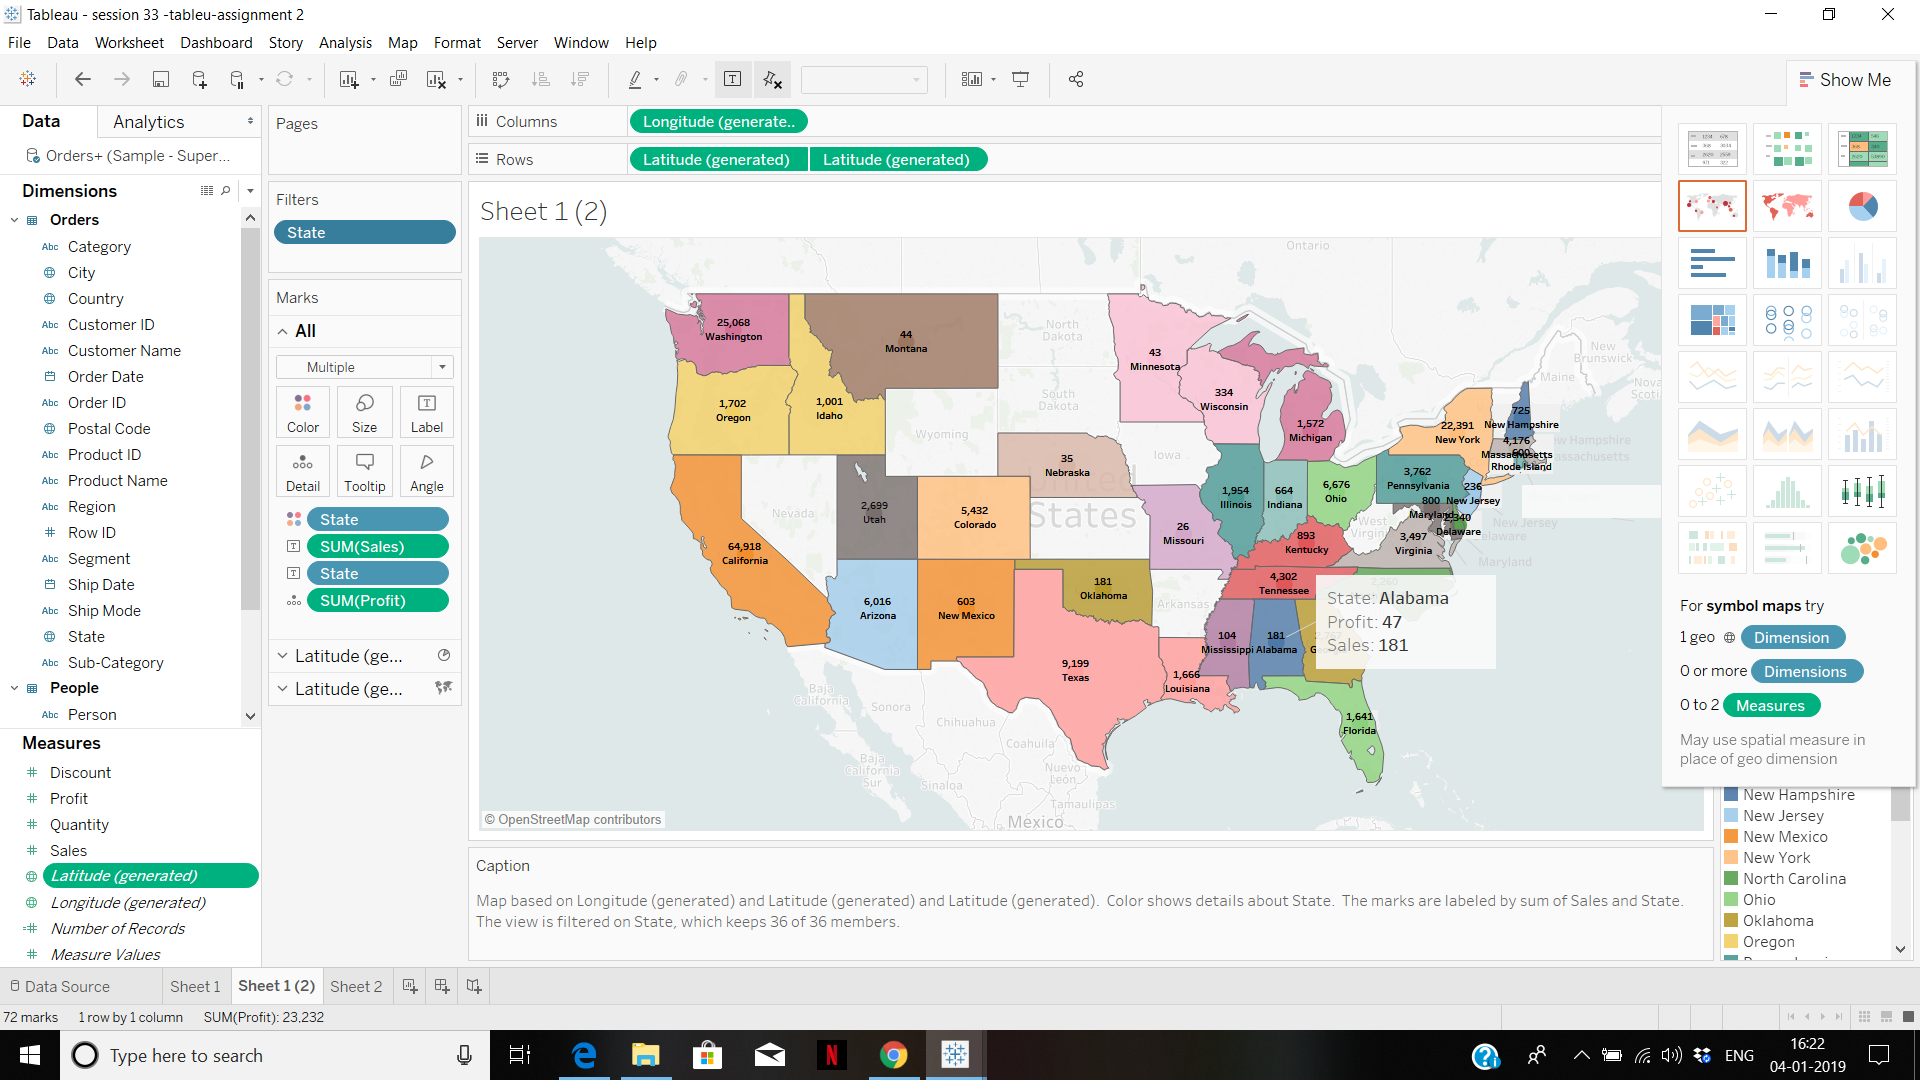 Tableau - session 33 -tableu-assignment 2
File Data Worksheet Dashboard Story Analysis Map Format Server Window Help
Show Me
Data
Analytics
Orders+ (Sample - Super...
Dimensions
Orders
Abc Category
City
Country
Abc Customer ID
Abc Customer Name
Order Date
Abc Order ID
Postal Code
Abc Product ID
Abc Product Name
Abc Region
# Row ID
Abc Segment
Ship Date
Abc Ship Mode
State
Abc Sub-Category
People
Abc Person
Measures
# Discount
# Profit
# Quantity
# Sales
Latitude (generated)
Longitude (generated)
=# Number of Records
# Measure Values
Pages
Filters
State
Marks
All
Multiple
Color
Size
Label
Detail
Tooltip
Angle
State
SUM(Sales)
State
SUM(Profit)
Latitude (ge...
Latitude (ge...
Columns
Longitude (generate..
Rows
Latitude (generated)
Latitude (generated)
Sheet 1 (2)
Ontario
25,068
Washington
44
Montana
North
Dakota
43
Minnesota
New
Brunswick
Maine
1,702
Oregon
1,001
Idaho
South
Dakota
334
Wisconsin
Wyoming
1,572
Michigan
22,391
New York
725
New Hampshire
4,176
Massachusetts
Rhode Island
Iowa
35
Nebraska
United
States
Nevada
2,699
Utah
5,432
Colorado
1,954
Illinois
664
Indiana
6,676
Ohio
3,762
Pennsylvania
236
New Jersey
800
Maryland
Delaware
New Jersey
Maryland
West
Virginia
3,497
Virginia
26
Missouri
893
Kentucky
64,918
California
6,016
Arizona
603
New Mexico
181
Oklahoma
Arkansas
4,302
Tennessee
104
Mississippi
181
Alabama
State: Alabama
Profit: 47
Sales: 181
9,199
Texas
1,666
Louisiana
1,641
Florida
Baja
California
Sonora
Chihuahua
Coahuila
Baja
California
Sur
Sinaloa
Nuevo
León
Tamaulipas
Mexico
© OpenStreetMap contributors
For symbol maps try
1 geo Dimension
0 or more Dimensions
0 to 2 Measures
May use spatial measure in
place of geo dimension
New Hampshire
New Jersey
New Mexico
New York
North Carolina
Ohio
Oklahoma
Oregon
Caption
Map based on Longitude (generated) and Latitude (generated) and Latitude (generated). Color shows details about State. The marks are labeled by sum of Sales and State.
The view is filtered on State, which keeps 36 of 36 members.
Data Source
Sheet 1
Sheet 1 (2)
Sheet 2
72 marks 1 row by 1 column SUM(Profit): 23,232
Type here to search
ENG
16:22
04-01-2019